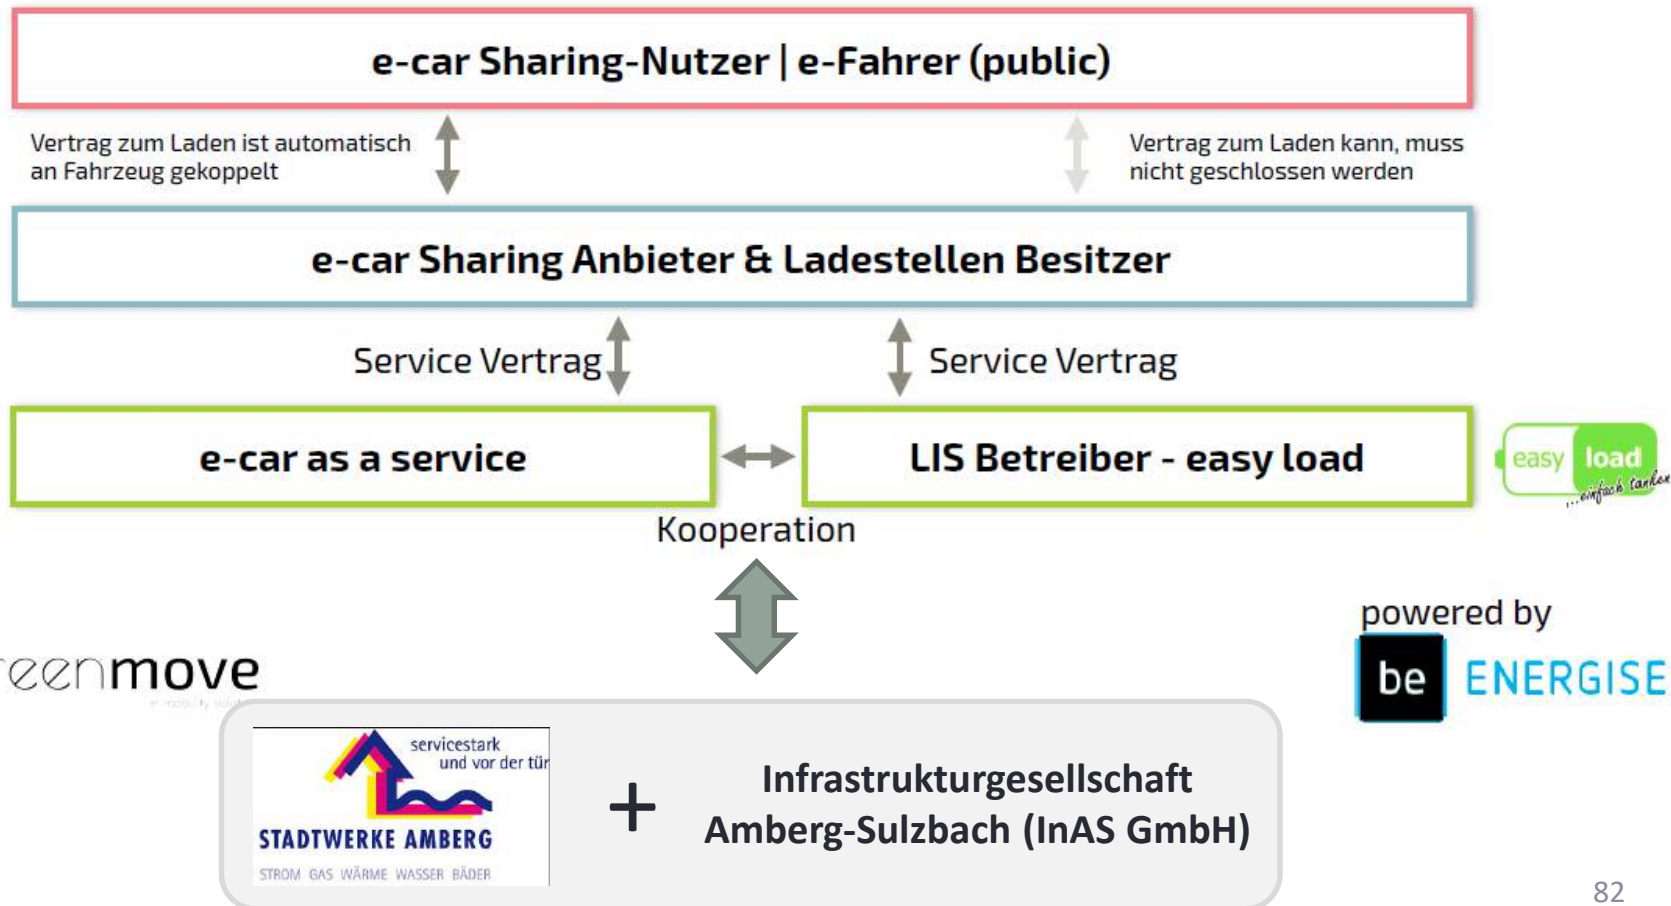 e-car Sharing-Nutzer | e-Fahrer (public)
Vertrag zum Laden ist automatisch
an Fahrzeug gekoppelt
Vertrag zum Laden kann, muss
nicht geschlossen werden
e-car Sharing Anbieter & Ladestellen Besitzer
Service Vertrag
Service Vertrag
e-car as a service
LIS Betreiber - easy load
easy load
...einfach tanken
Kooperation
powered by
be ENERGISE
eenmove
servicestark
und vor der tür
STADTWERKE AMBERG
STROM GAS WÄRME WASSER BÄDER
+
Infrastrukturgesellschaft
Amberg-Sulzbach (InAS GmbH)
82